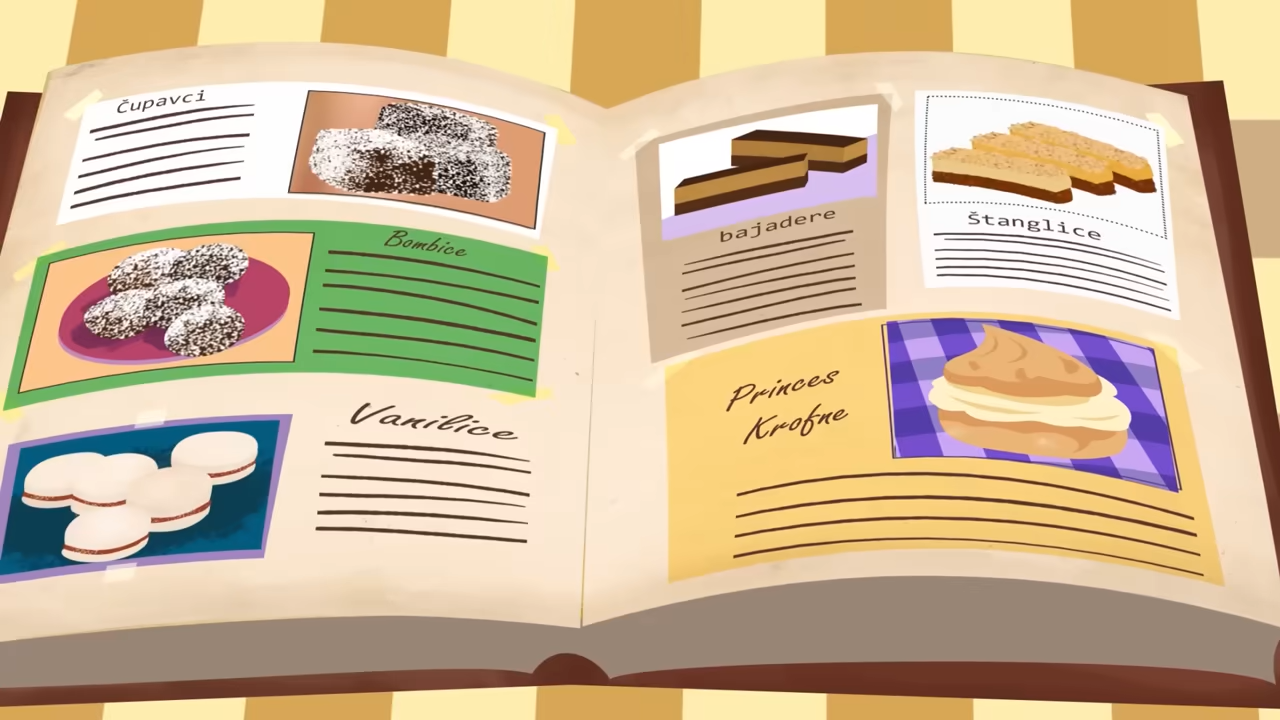 Čupavci
Bombice
Vanilice
bajadere
Štanglice
Princes
Krofne